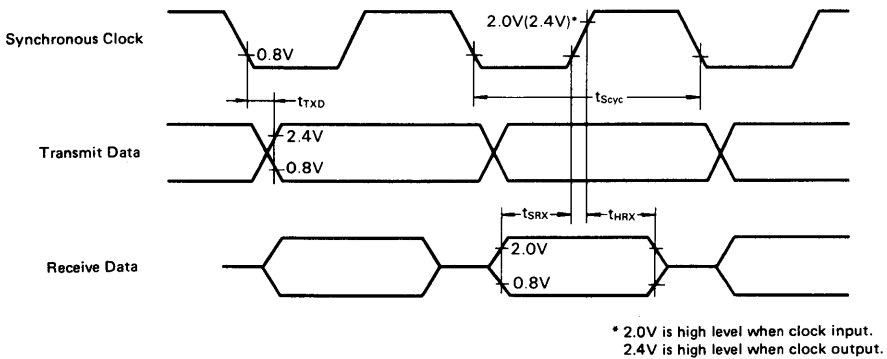 2.0V(2.4V)*
Synchronous Clock
0.8V
tScyc
tTXD
2.4V
Transmit Data
0.8V
tSRX
tHRX
2.0V
Receive Data
0.8V
* 2.0V is high level when clock input.
2.4V is high level when clock output.